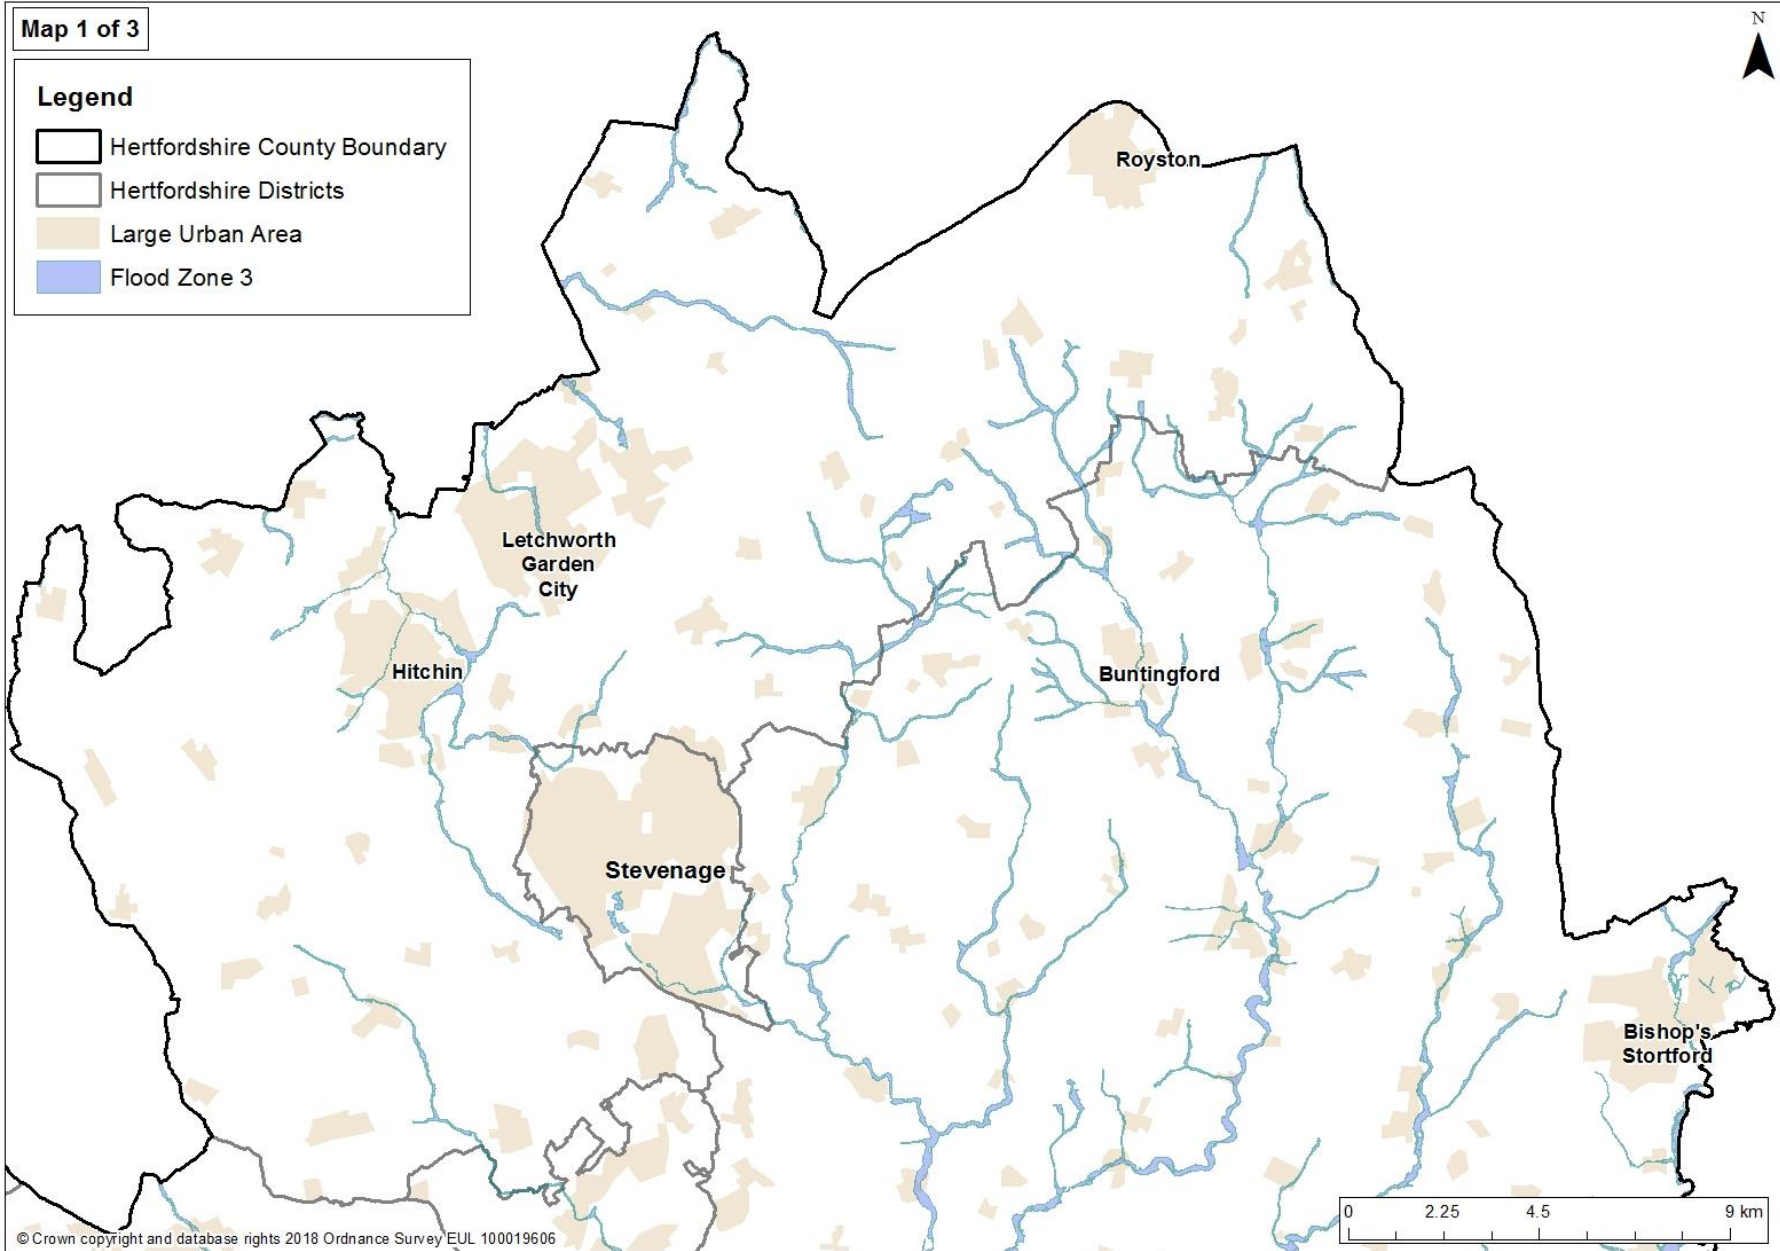 Map 1 of 3
N
Legend
Hertfordshire County Boundary
Hertfordshire Districts
Large Urban Area
Flood Zone 3
Royston
Letchworth
Garden
City
Hitchin
Buntingford
Stevenage
Bishop's
Stortford
0 2.25 4.5 9 km
© Crown copyright and database rights 2018 Ordnance Survey EUL 100019606